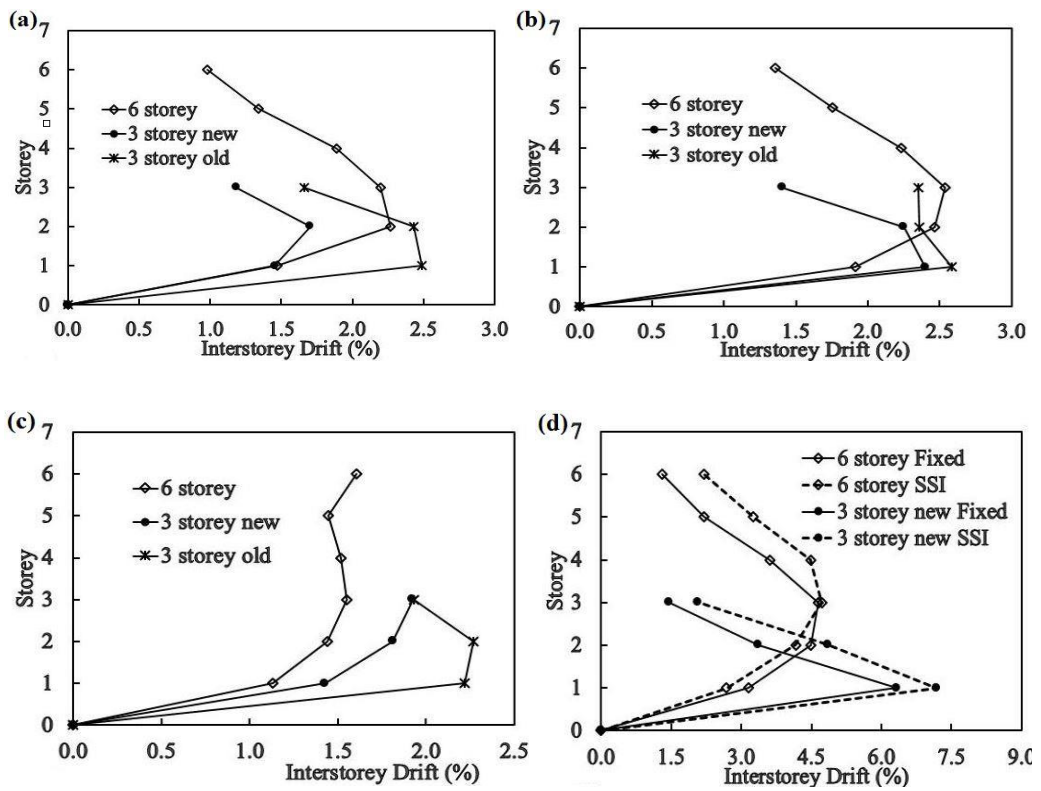 (a)
7
6
5
4
3
2
1
0
Storey
6 storey
3 storey new
3 storey old
0.0 0.5 1.0 1.5 2.0 2.5 3.0
Interstorey Drift (%)
(b)
7
6
5
4
3
2
1
0
Storey
6 storey
3 storey new
3 storey old
0.0 0.5 1.0 1.5 2.0 2.5 3.0
Interstorey Drift (%)
(c)
7
6
5
4
3
2
1
0
Storey
6 storey
3 storey new
3 storey old
0.0 0.5 1.0 1.5 2.0 2.5
Interstorey Drift (%)
(d)
7
6
5
4
3
2
1
0
Storey
6 storey Fixed
6 storey SSI
3 storey new Fixed
3 storey new SSI
0.0 1.5 3.0 4.5 6.0 7.5 9.0
Interstorey Drift (%)